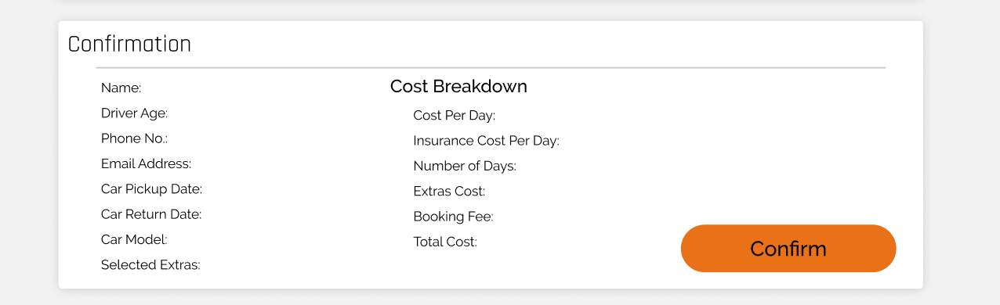 Confirmation
Name:
Driver Age:
Phone No.:
Email Address:
Car Pickup Date:
Car Return Date:
Car Model:
Selected Extras:
Cost Breakdown
Cost Per Day:
Insurance Cost Per Day:
Number of Days:
Extras Cost:
Booking Fee:
Total Cost:
Confirm